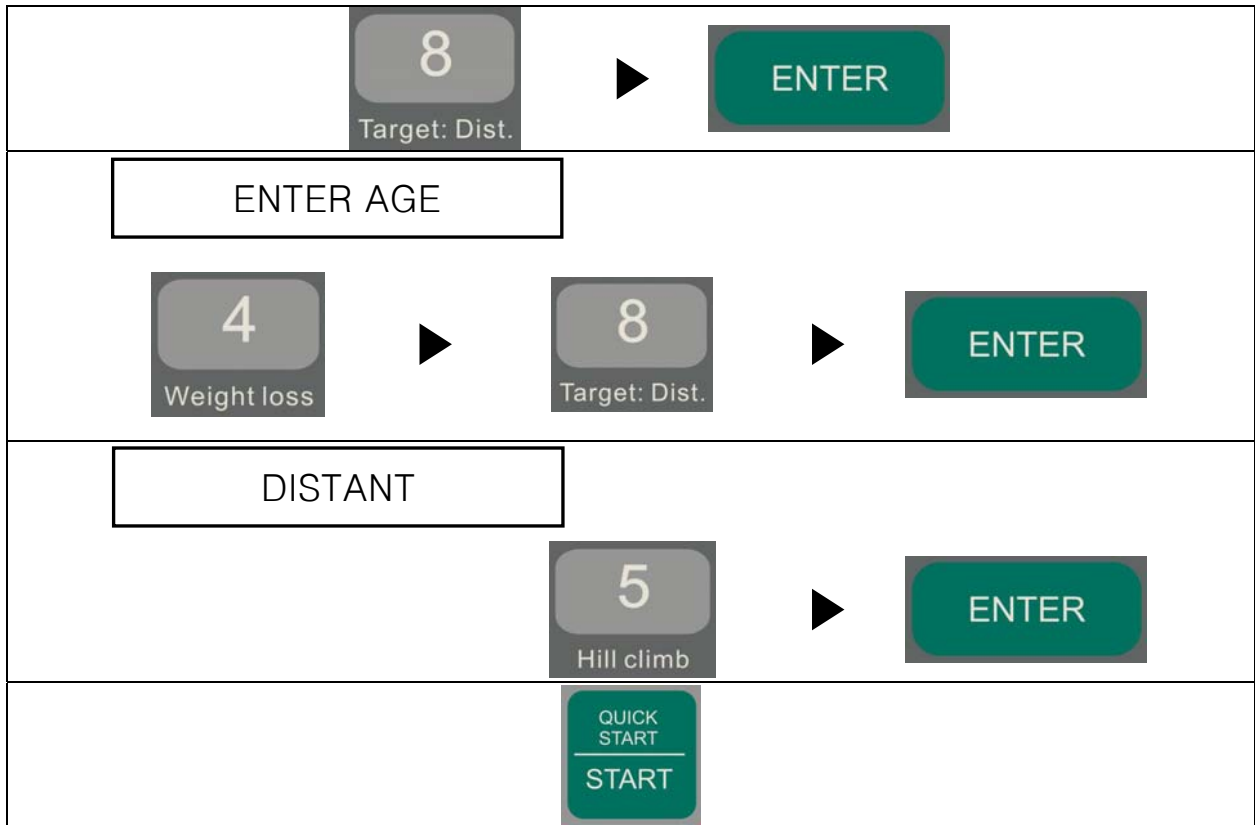 8
Target: Dist.
ENTER
ENTER AGE
4
Weight loss
8
Target: Dist.
ENTER
DISTANT
5
Hill climb
ENTER
QUICK
START
START